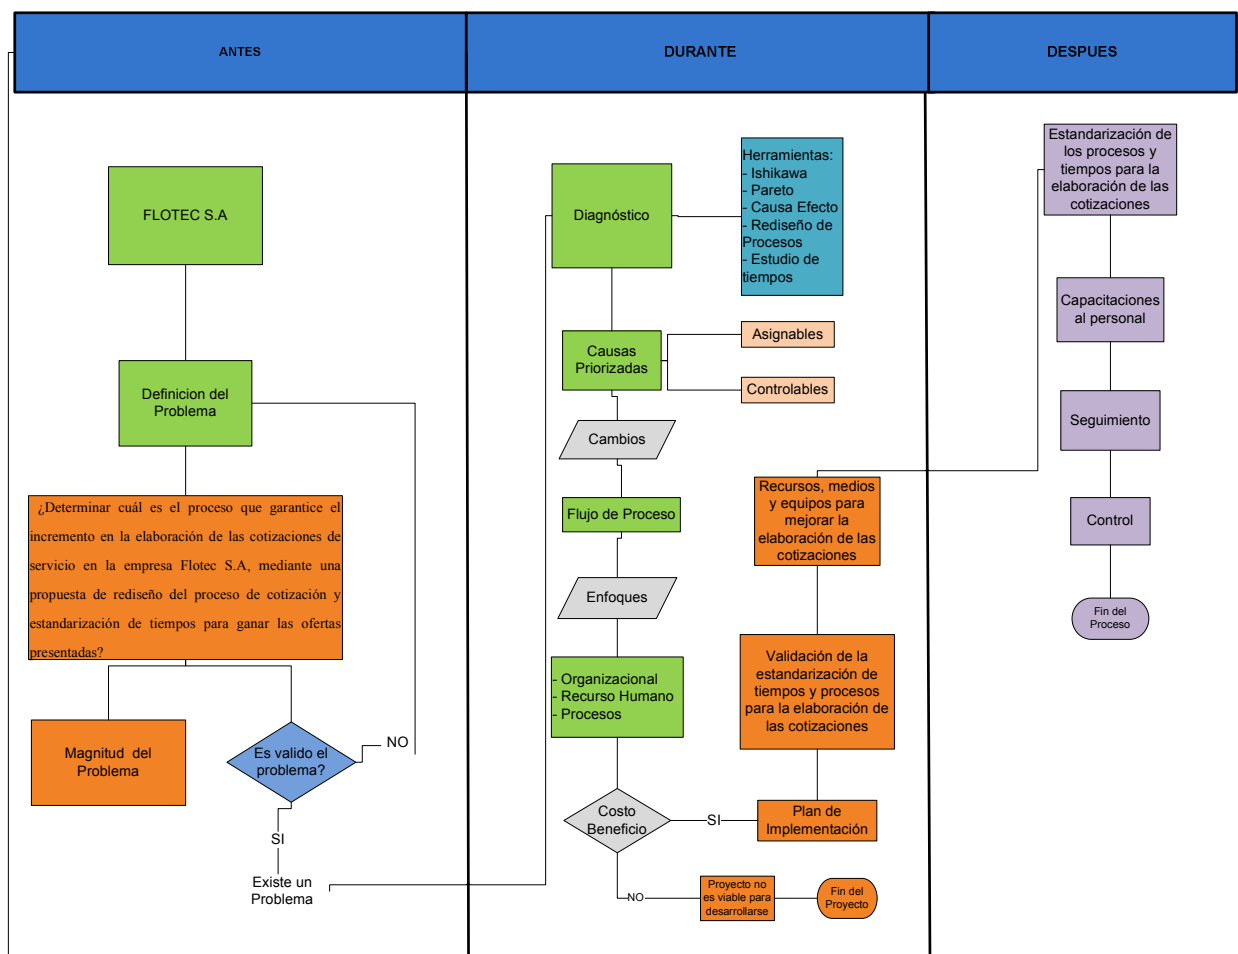 ANTES
DURANTE
DESPUES
FLOTEC S.A
Definicion del
Problema
¿Determinar cuál es el proceso que garantice el
incremento en la elaboración de las cotizaciones de
servicio en la empresa Flotec S.A, mediante una
propuesta de rediseño del proceso de cotización y
estandarización de tiempos para ganar las ofertas
presentadas?
Magnitud del
Problema
Es valido el
problema?
NO
SI
Existe un
Problema
Diagnóstico
Herramientas:
- Ishikawa
- Pareto
- Causa Efecto
- Rediseño de
Procesos
- Estudio de
tiempos
Causas
Priorizadas
Asignables
Controlables
Cambios
Flujo de Proceso
Enfoques
- Organizacional
- Recurso Humano
- Procesos
Costo
Beneficio
SI
NO
Proyecto no
es viable para
desarrollarse
Fin del
Proyecto
Plan de
Implementación
Validación de la
estandarización de
tiempos y procesos
para la elaboración de
las cotizaciones
Recursos, medios
y equipos para
mejorar la
elaboración de las
cotizaciones
Estandarización de
los procesos y
tiempos para la
elaboración de las
cotizaciones
Capacitaciones
al personal
Seguimiento
Control
Fin del
Proceso